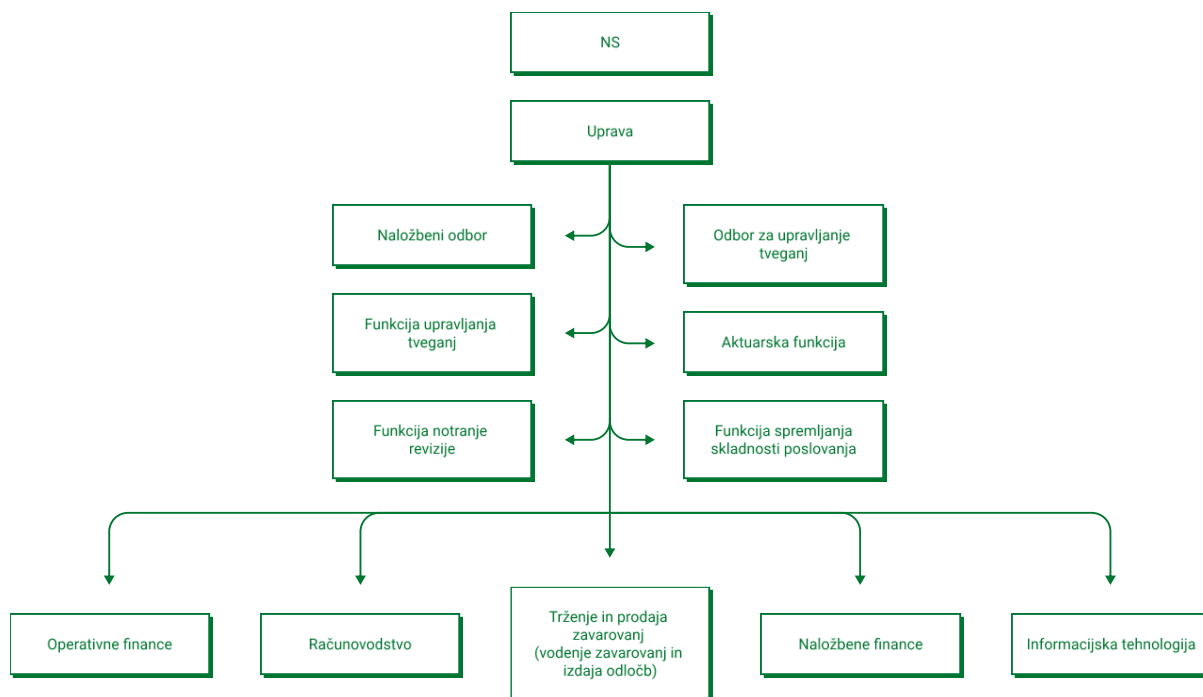 NS
Uprava
Naložbeni odbor
Odbor za upravljanje
tveganj
Funkcija upravljanja
tveganj
Aktuarska funkcija
Funkcija notranje
revizije
Funkcija spremljanja
skladnosti poslovanja
Operativne finance
Računovodstvo
Trženje in prodaja
zavarovanj
(vodenje zavarovanj in
izdaja odločb)
Naložbene finance
Informacijska tehnologija